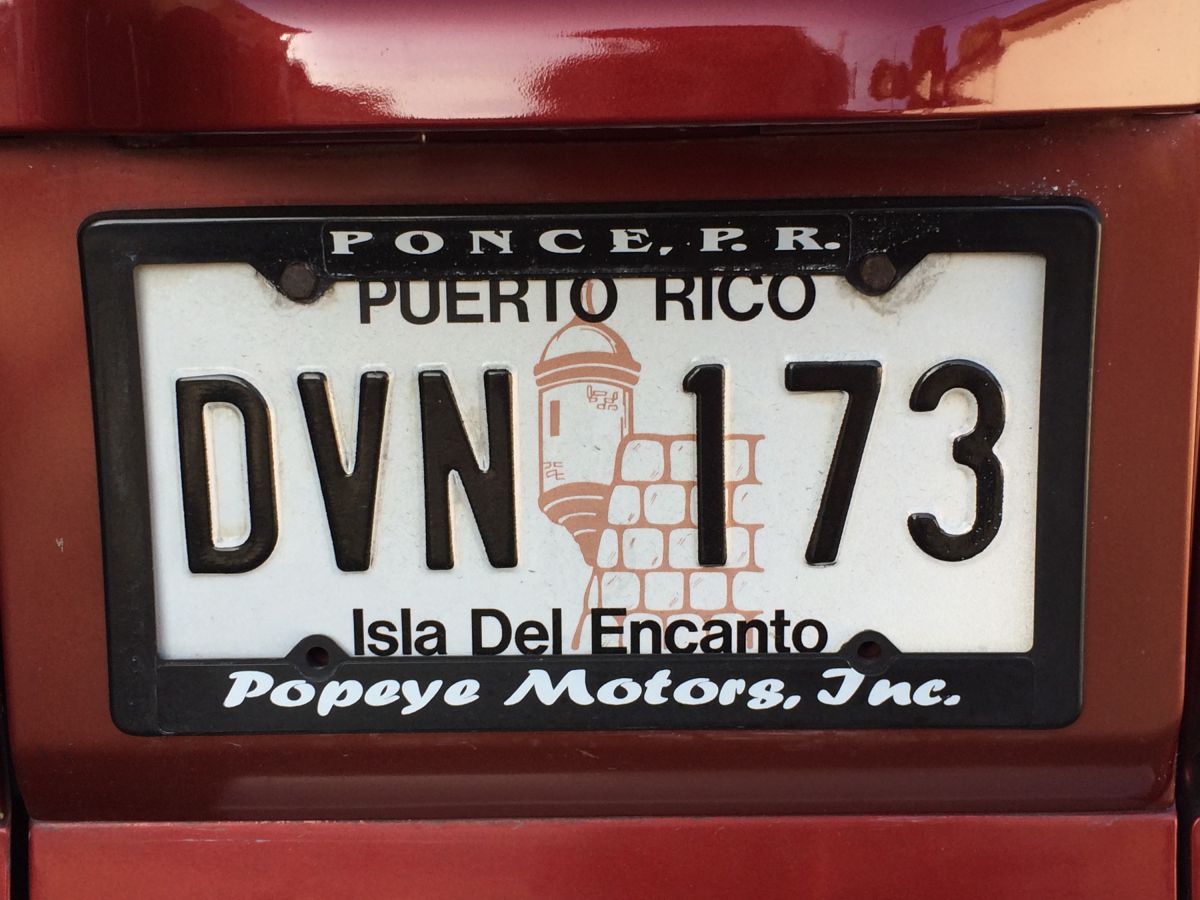 PONCE, P.R.
PUERTO RICO
DVN 173
Isla Del Encanto
Popeye Motors, Inc.